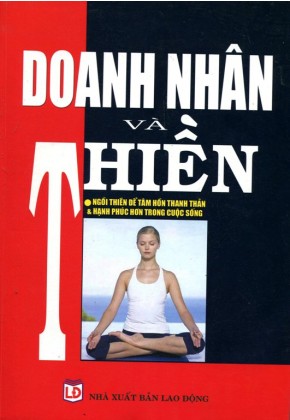 DOANH NHÂN
VÀ
THIỀN
NGỒI THIỀN ĐỂ TÂM HỒN THANH THẢN
& HẠNH PHÚC HƠN TRONG CUỘC SỐNG
LĐ
NHÀ XUẤT BẢN LAO ĐỘNG